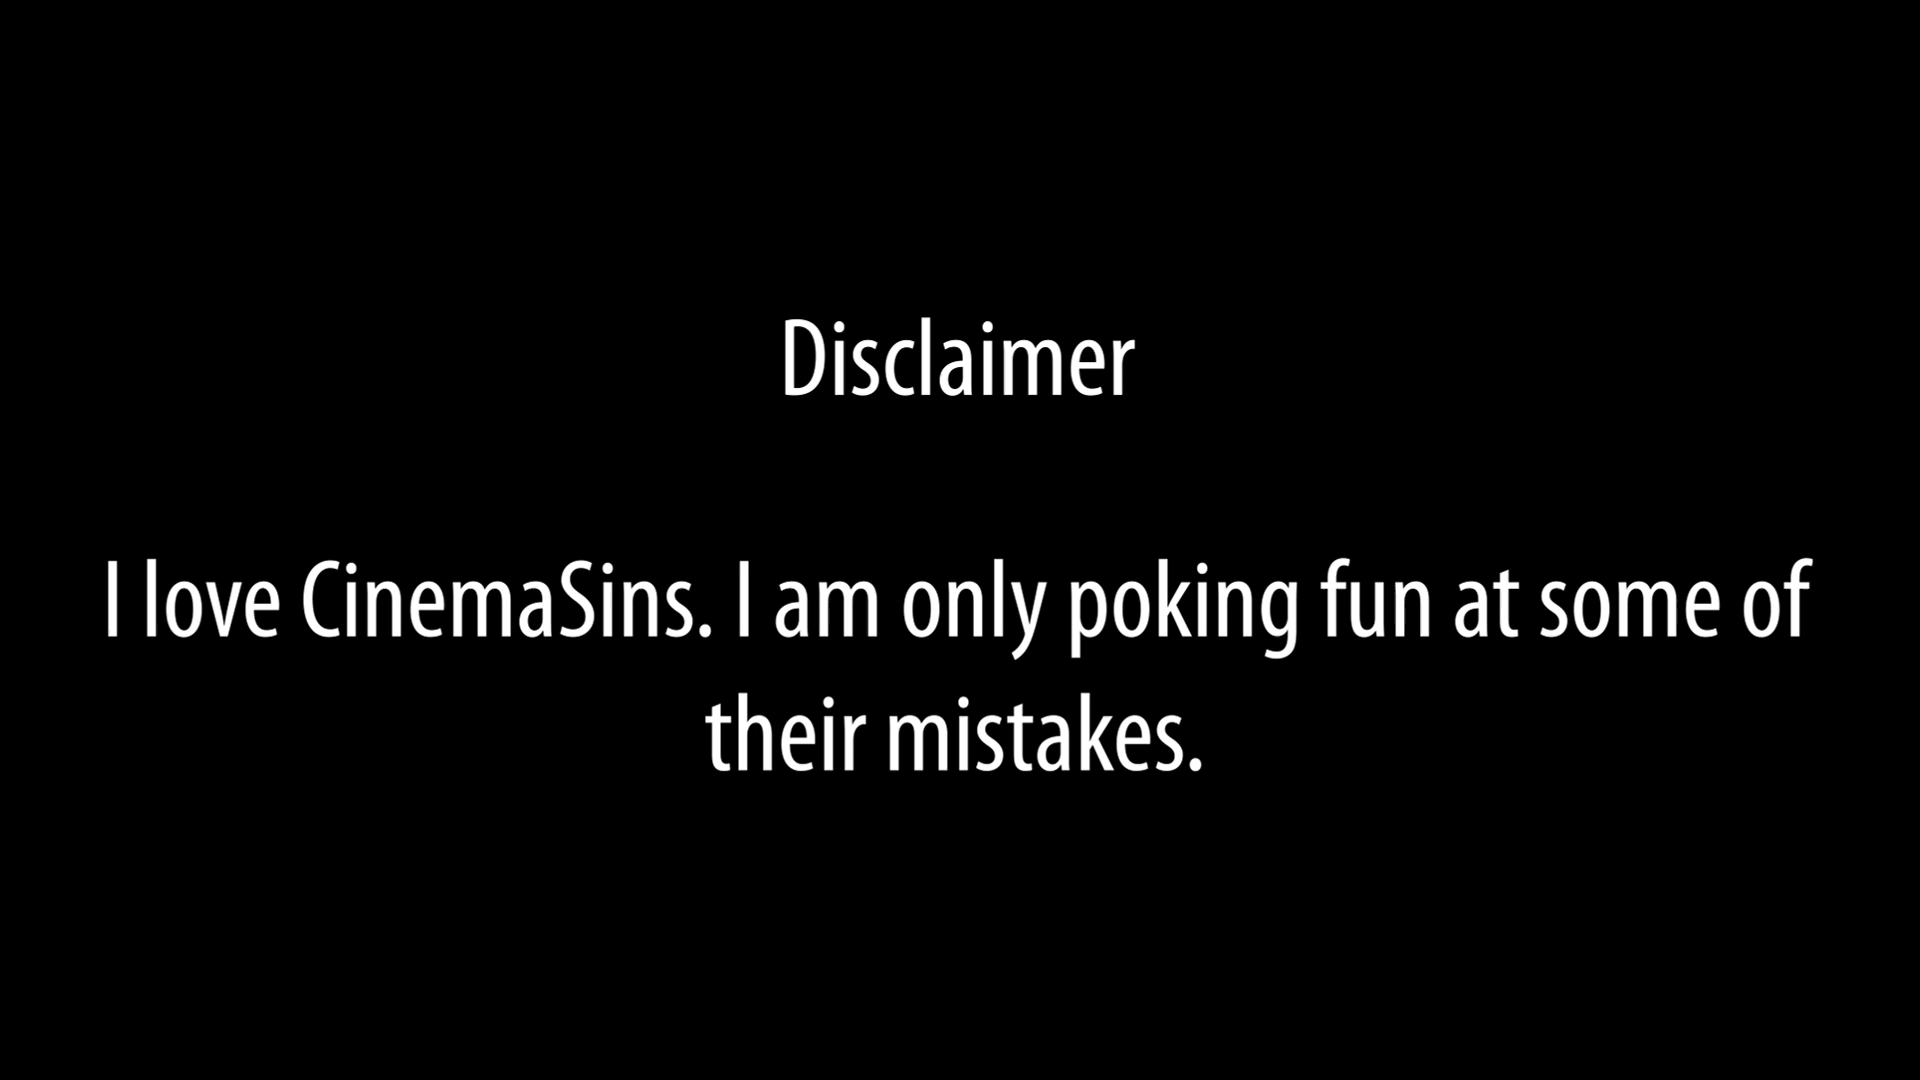 Disclaimer
I love CinemaSins. I am only poking fun at some of
their mistakes.